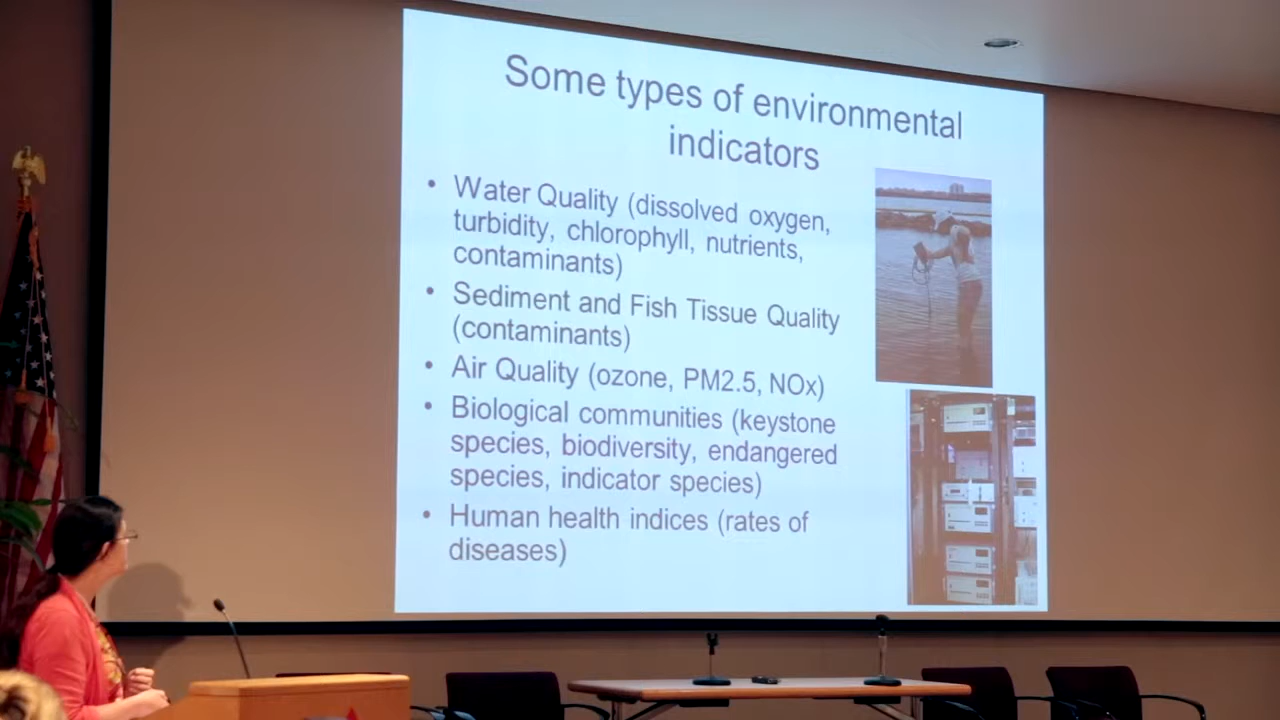 Some types of environmental
indicators
• Water Quality (dissolved oxygen,
turbidity, chlorophyll, nutrients,
contaminants)
• Sediment and Fish Tissue Quality
(contaminants)
• Air Quality (ozone, PM2.5, NOx)
• Biological communities (keystone
species, biodiversity, endangered
species, indicator species)
• Human health indices (rates of
diseases)